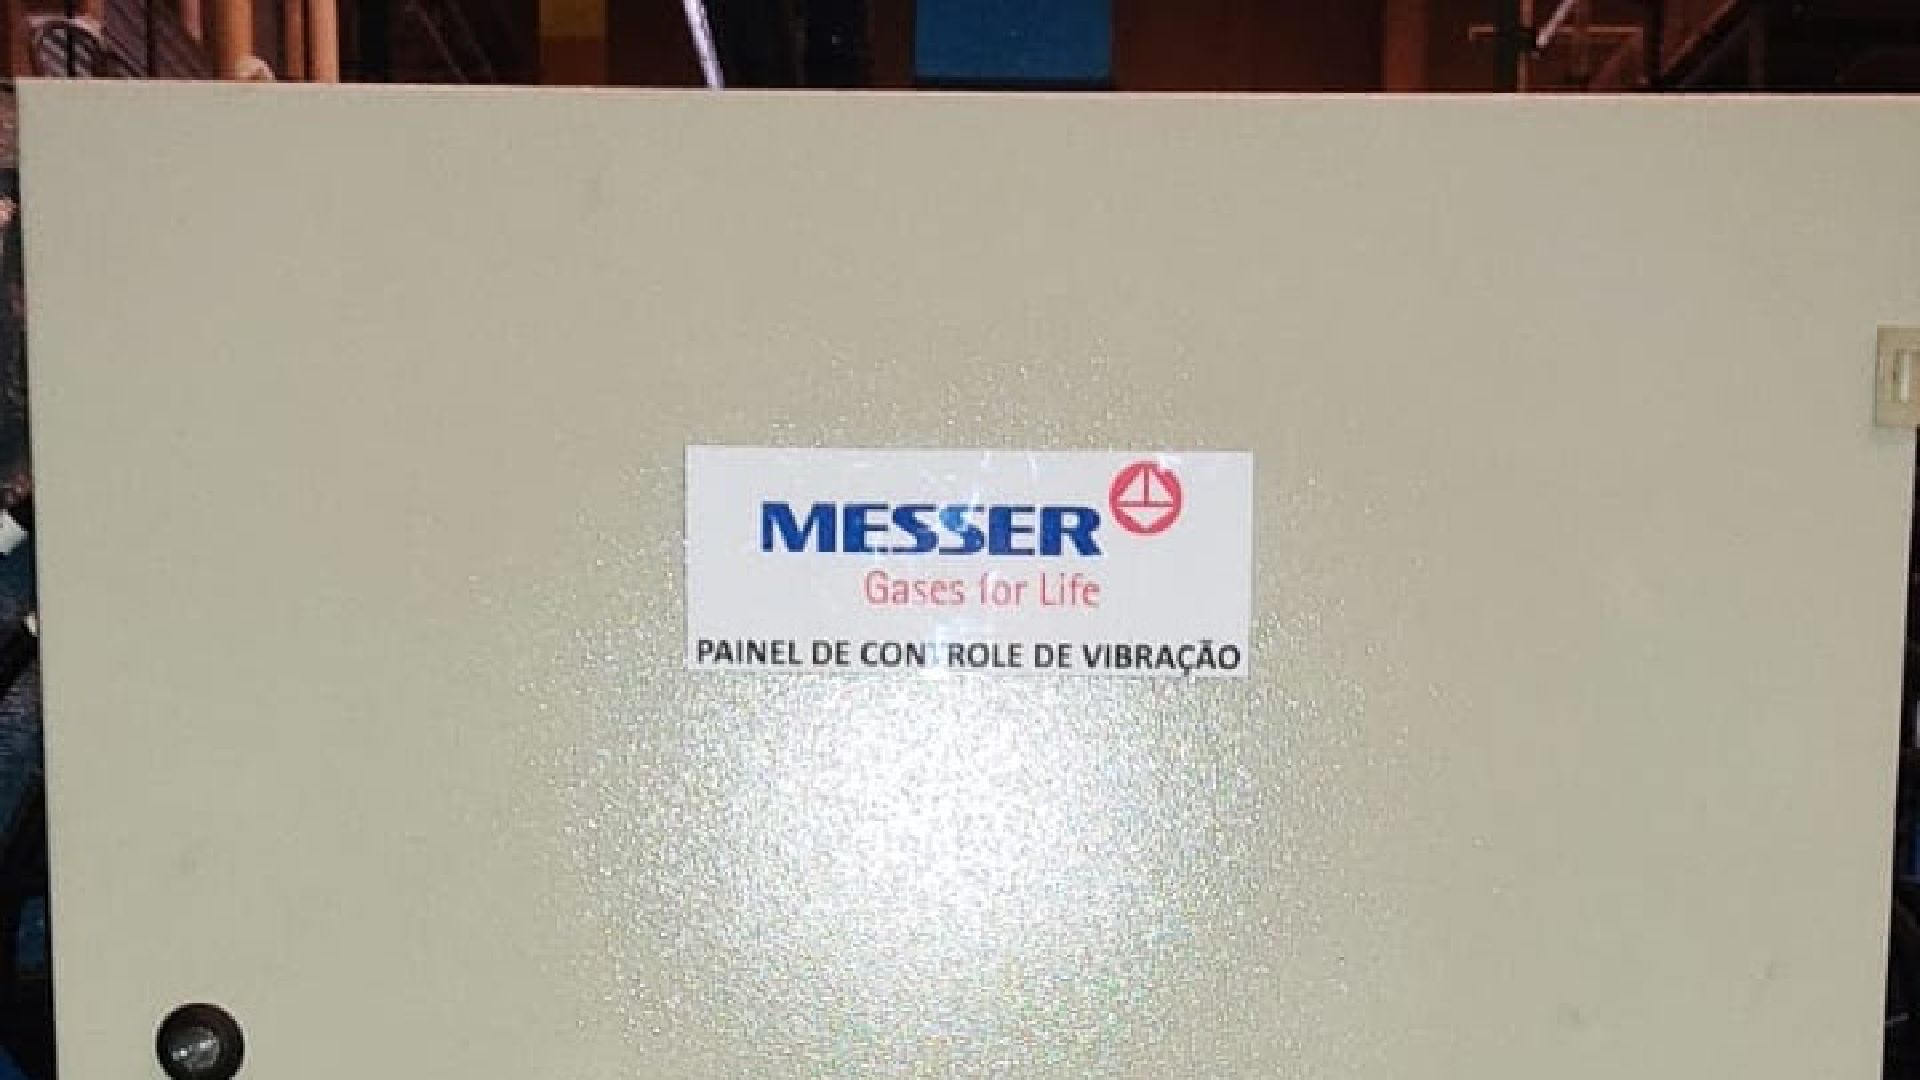 MESSER
Gases for Life
PAINEL DE CONTROLE DE VIBRAÇÃO